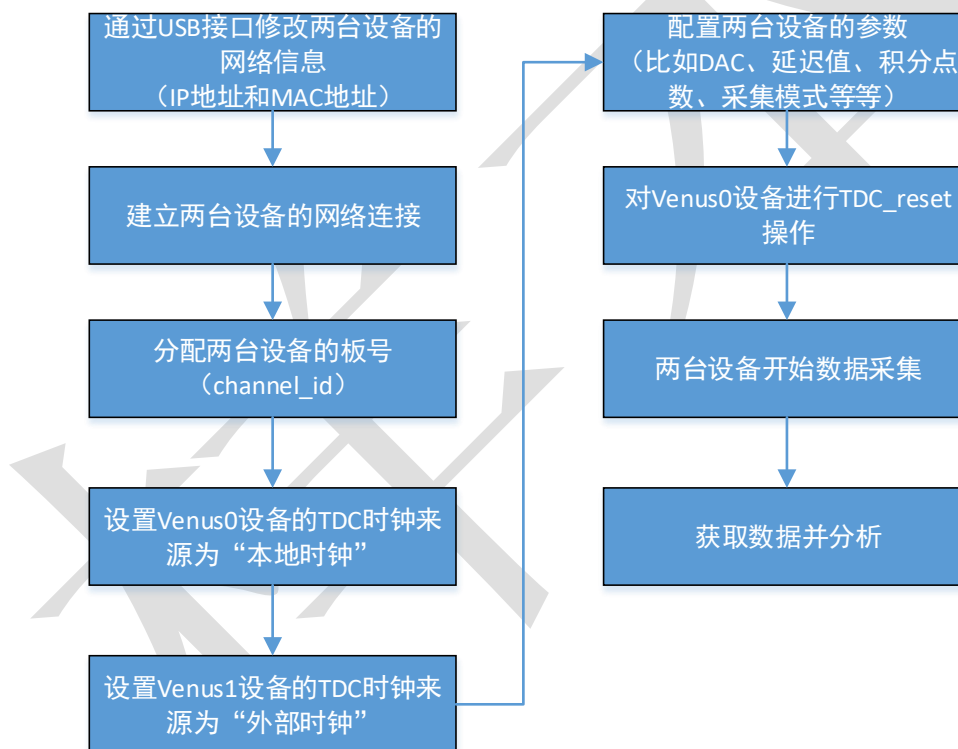 通过USB接口修改两台设备的
网络信息
（IP地址和MAC地址）
建立两台设备的网络连接
分配两台设备的板号
（channel_id）
设置Venus0设备的TDC时钟来
源为“本地时钟”
设置Venus1设备的TDC时钟来
源为“外部时钟”
配置两台设备的参数
（比如DAC、延迟值、积分点
数、采集模式等等）
对Venus0设备进行TDC_reset
操作
两台设备开始数据采集
获取数据并分析